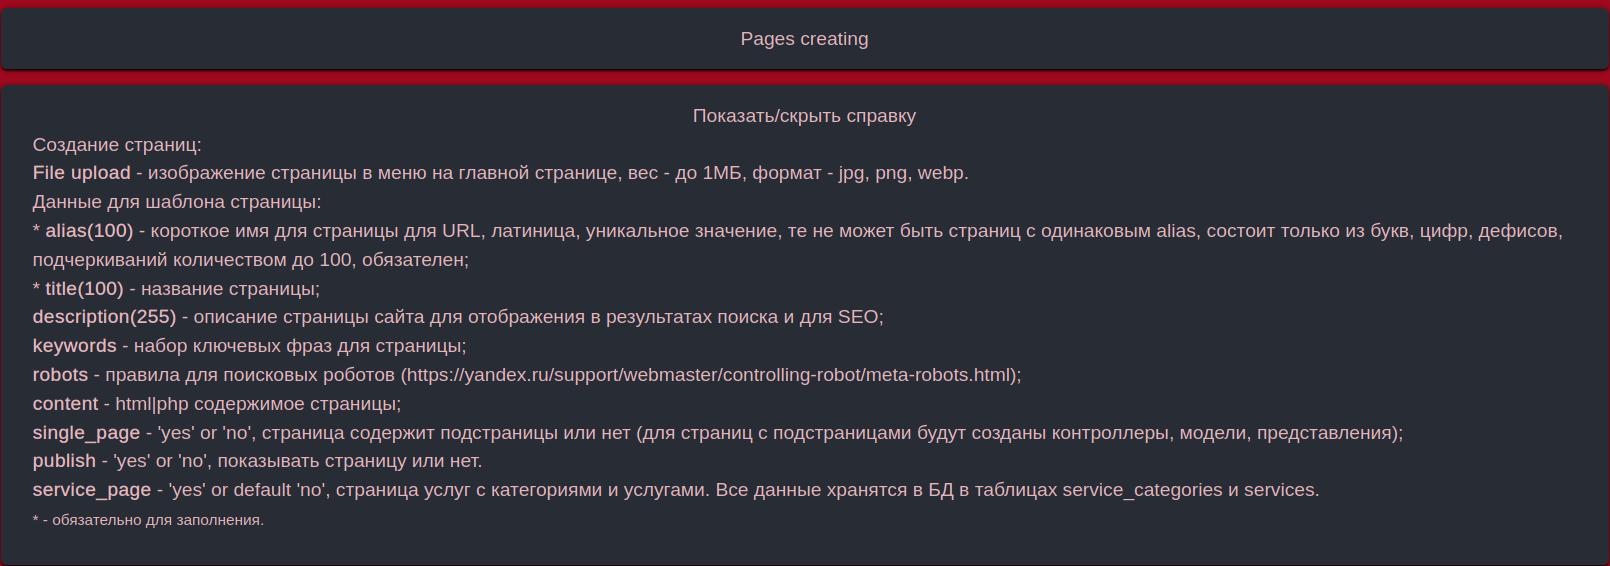 Pages creating
Показать/скрыть справку
Создание страниц:
File upload - изображение страницы в меню на главной странице, вес - до 1МБ, формат - jpg, png, webp.
Данные для шаблона страницы:
* alias(100) - короткое имя для страницы для URL, латиница, уникальное значение, те не может быть страниц с одинаковым alias, состоит только из букв, цифр, дефисов,
подчеркиваний количеством до 100, обязателен;
* title(100) - название страницы;
description(255) - описание страницы сайта для отображения в результатах поиска и для SEO;
keywords - набор ключевых фраз для страницы;
robots - правила для поисковых роботов (https://yandex.ru/support/webmaster/controlling-robot/meta-robots.html);
content - html|php содержимое страницы;
single_page - 'yes' or 'no', страница содержит подстраницы или нет (для страниц с подстраницами будут созданы контроллеры, модели, представления);
publish - 'yes' or 'no', показывать страницу или нет.
service_page - 'yes' or default 'no', страница услуг с категориями и услугами. Все данные хранятся в БД в таблицах service_categories и services.
* - обязательно для заполнения.